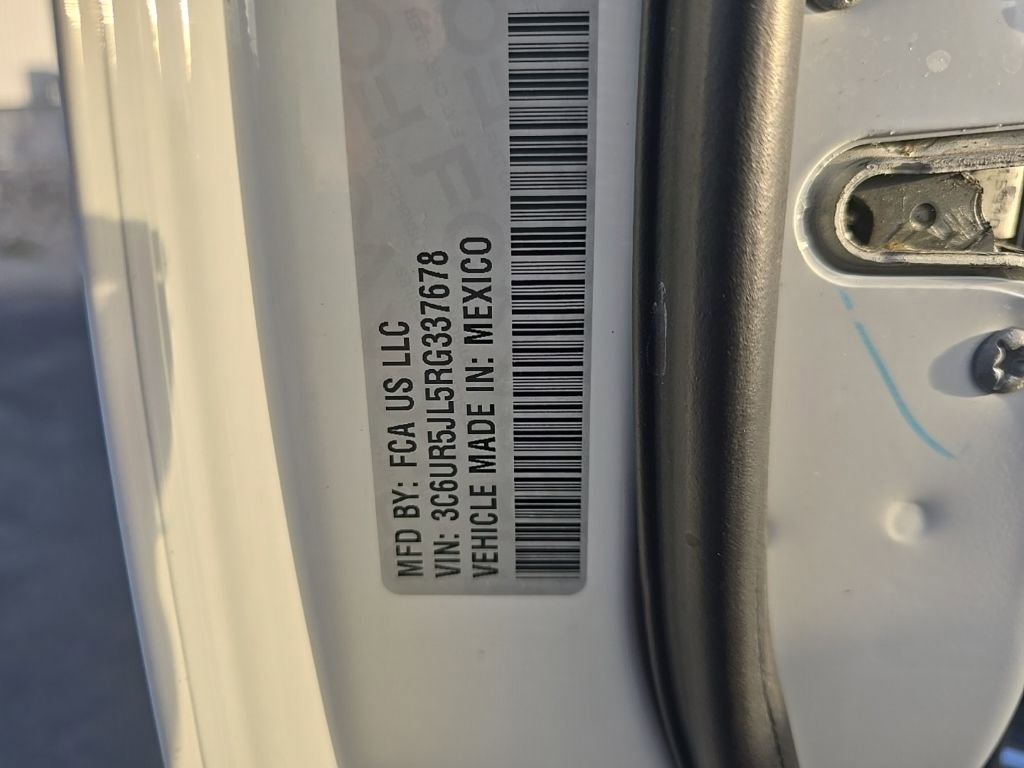 MFD BY: FCA US LLC
VIN: 3C6UR5JL5RG337678
VEHICLE MADE IN: MEXICO